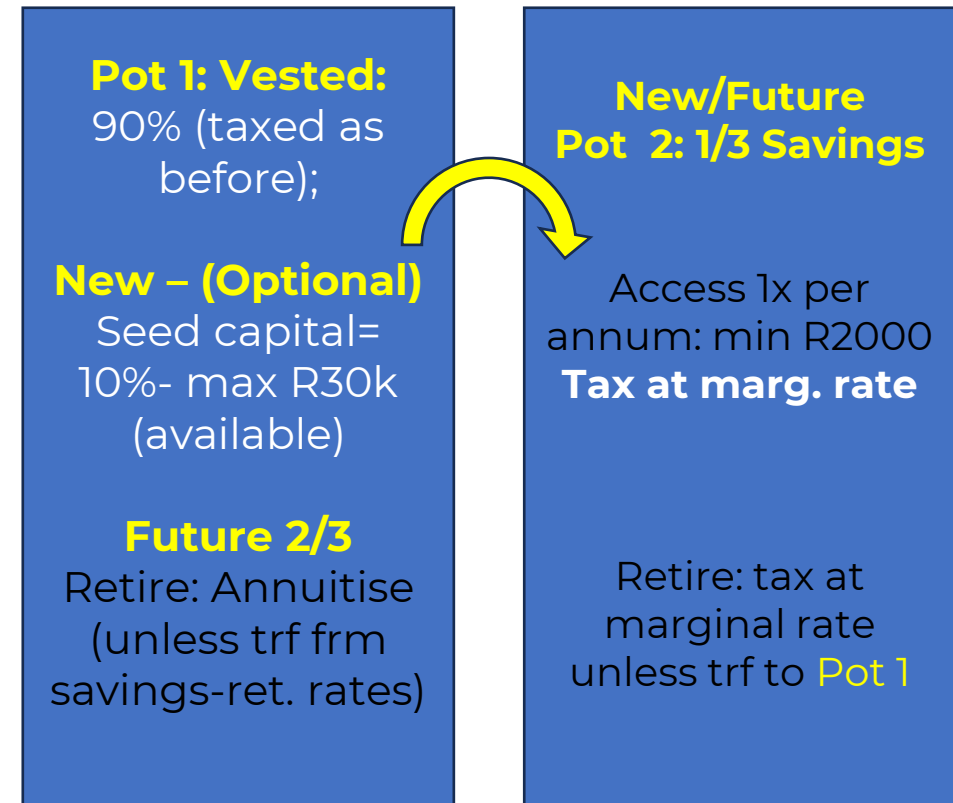 Pot 1: Vested:
90% (taxed as
before);
New – (Optional)
Seed capital=
10%- max R30k
(available)
Future 2/3
Retire: Annuitise
(unless trf frm
savings-ret. rates)
New/Future
Pot 2: 1/3 Savings
Access 1x per
annum: min R2000
Tax at marg. rate
Retire: tax at
marginal rate
unless trf to Pot 1